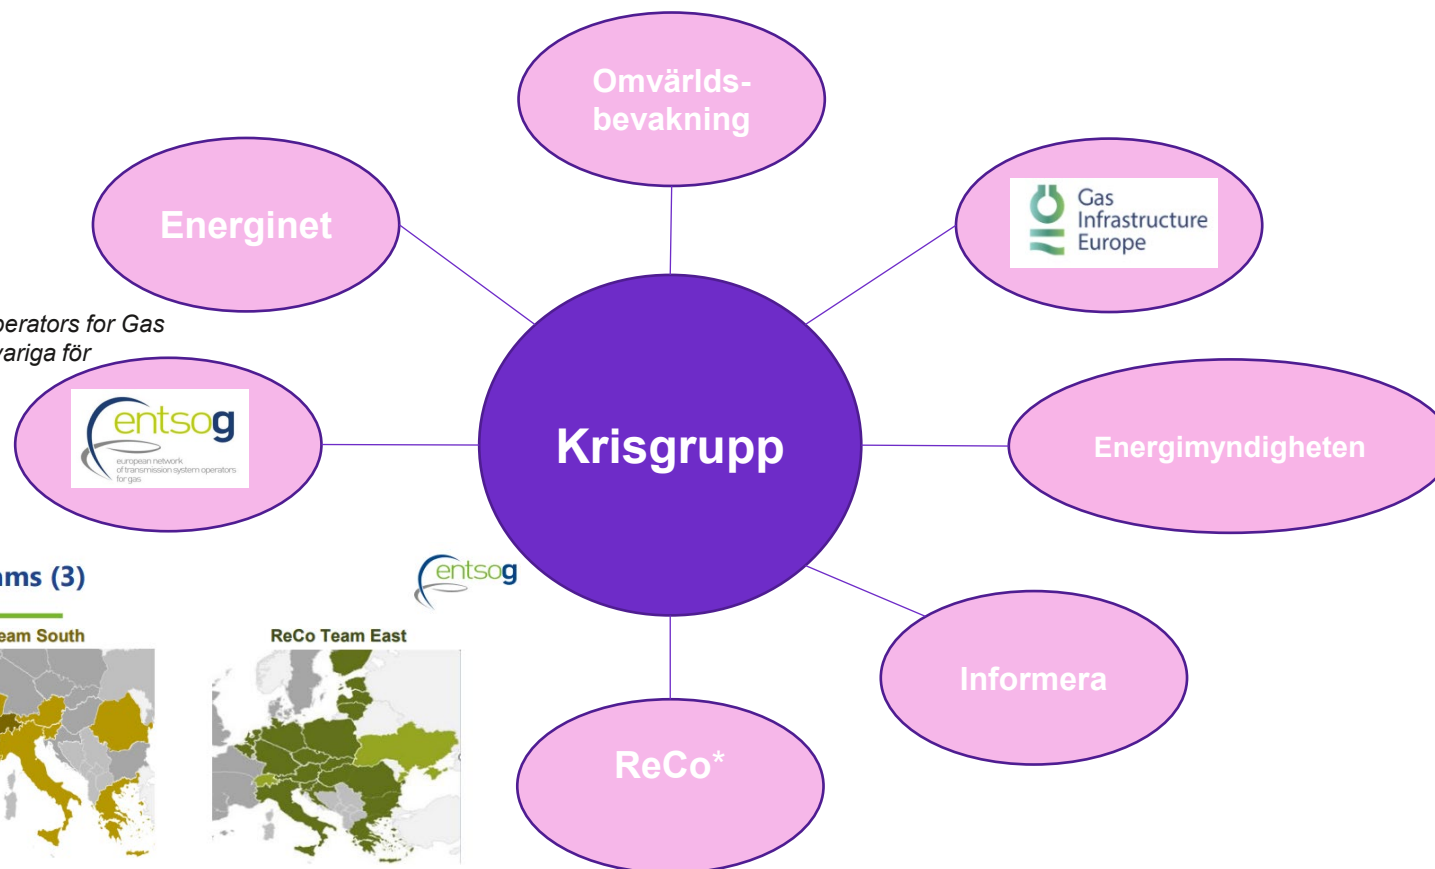 Omvärlds-
bevakning
Energinet
Gas
Infrastructure
Europe
perators for Gas
variga för
entsog
european network
of transmission system operators
for gas
Krisgrupp
Energimyndigheten
ams (3)
entsog
eam South
ReCo Team East
Informera
ReCo*